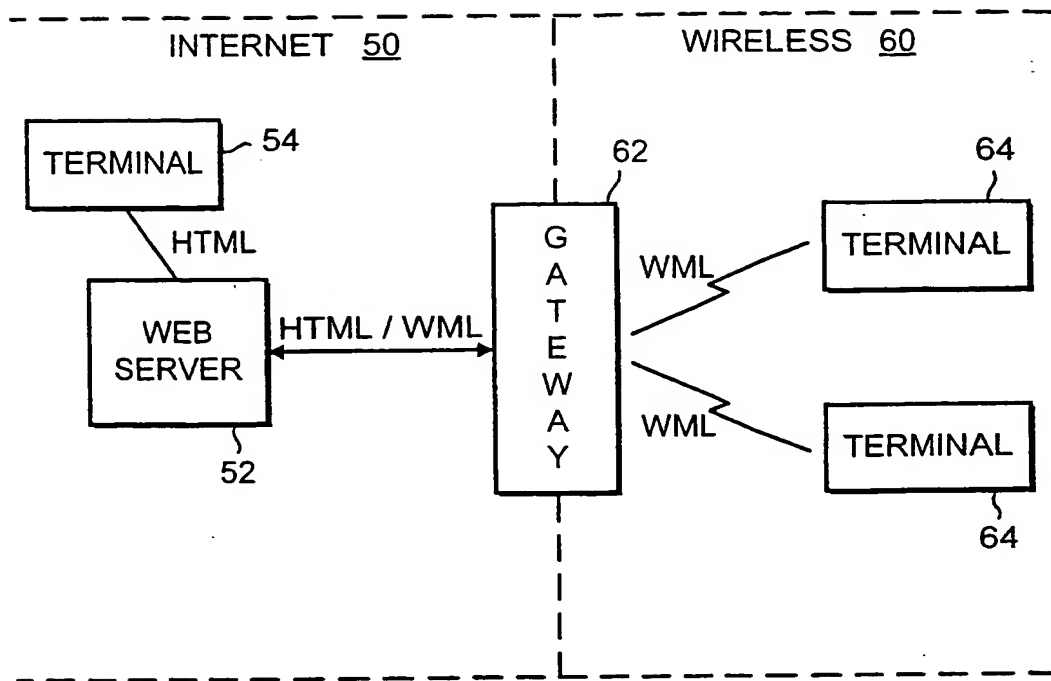 INTERNET 50
WIRELESS 60
TERMINAL
54
HTML
WEB
SERVER
52
HTML / WML
62
GATEWAY
WML
64
TERMINAL
WML
TERMINAL
64